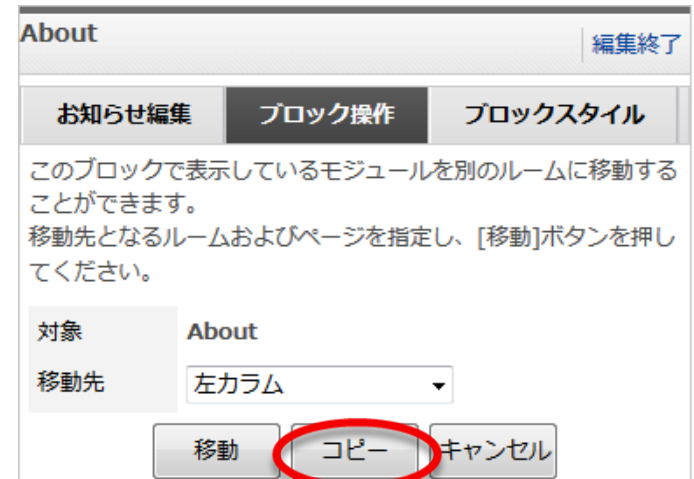 About
編集終了
お知らせ編集 ブロック操作 ブロックスタイル
このブロックで表示しているモジュールを別のルームに移動する
ことができます。
移動先となるルームおよびページを指定し、[移動]ボタンを押し
てください。
対象 About
移動先 左カラム
移動 コピー キャンセル